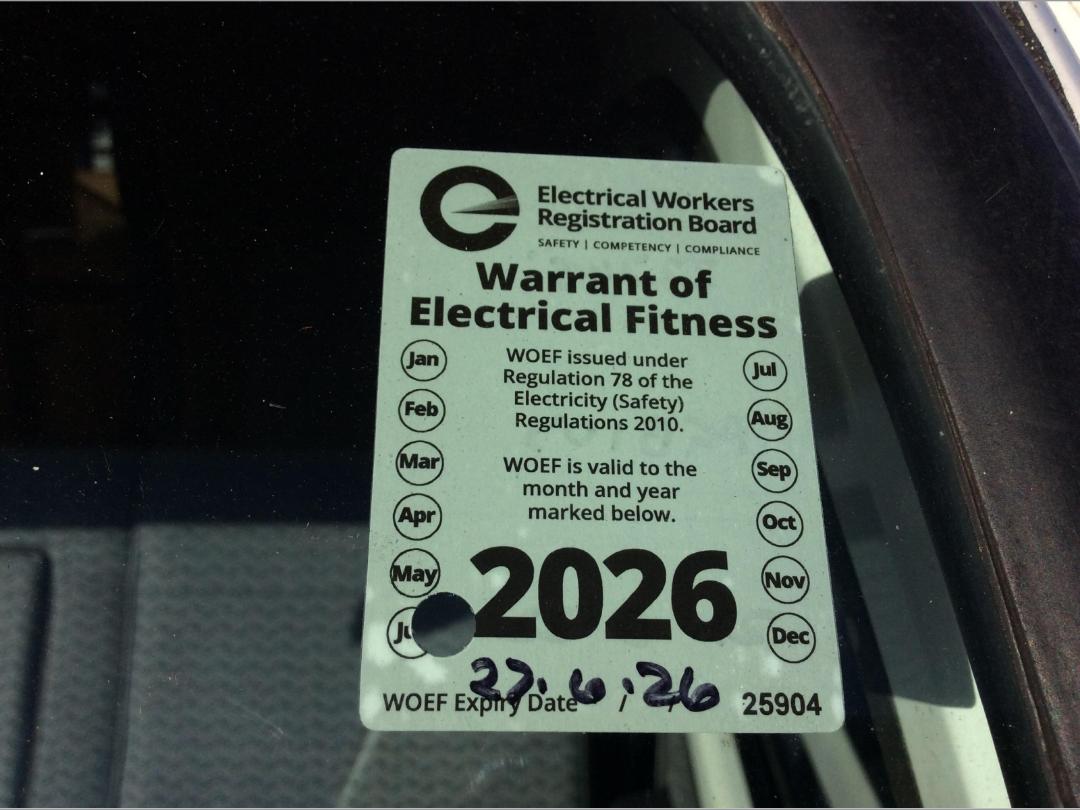 Electrical Workers
Registration Board
SAFETY | COMPETENCY | COMPLIANCE
Warrant of
Electrical Fitness
Jan
Feb
Mar
Apr
May
Ju
WOEF issued under
Regulation 78 of the
Electricity (Safety)
Regulations 2010.
WOEF is valid to the
month and year
marked below.
2026
Jul
Aug
Sep
Oct
Nov
Dec
WOEF Expiry Date / /
27.6.26
25904